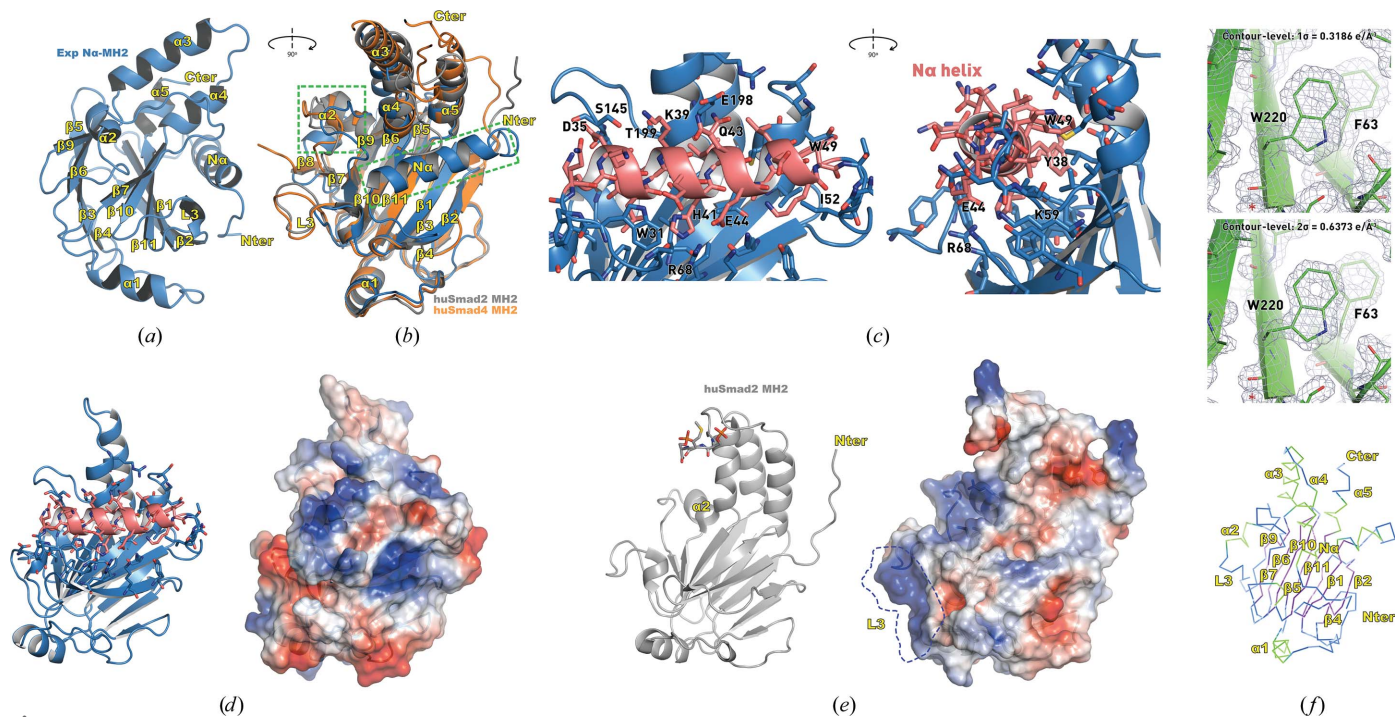 Exp Nα-MH2
α3
Cter
α5
α4
β5
α2
β9
β6
Nα
β7
β3
β10
β1
L3
β4
β11
β2
Nter
α1
(a)
90°
Cter
α3
α2
α4
α5
β9
β6
β5
Nter
β8
Nα
β7
β10
β11
β1
β2
L3
β3
β4
α1
huSmad2 MH2
huSmad4 MH2
(b)
S145
K39
E198
D35
T199
Q43
W49
H41
E44
I52
W31
R68
90°
Nα helix
W49
Y38
E44
K59
R68
(c)
Contour-level: 1σ = 0.3186 e/Å³
W220
F63
Contour-level: 2σ = 0.6373 e/Å³
W220
F63
(d)
huSmad2 MH2
Nter
α2
L3
(e)
Cter
α3
α4
α5
α2
β9
β10
Nα
β6
β11
L3
β7
β5
β1
β2
β4
Nter
α1
(f)